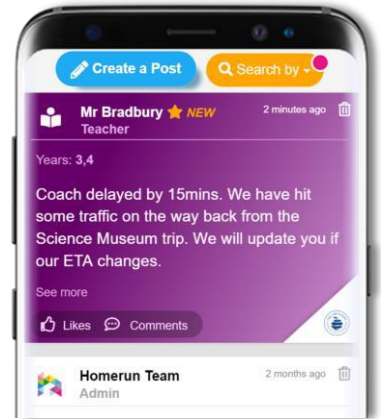 Create a Post
Search by
Mr Bradbury NEW
2 minutes ago
Teacher
Years: 3,4
Coach delayed by 15mins. We have hit
some traffic on the way back from the
Science Museum trip. We will update you if
our ETA changes.
See more
Likes Comments
Homerun Team
2 months ago
Admin